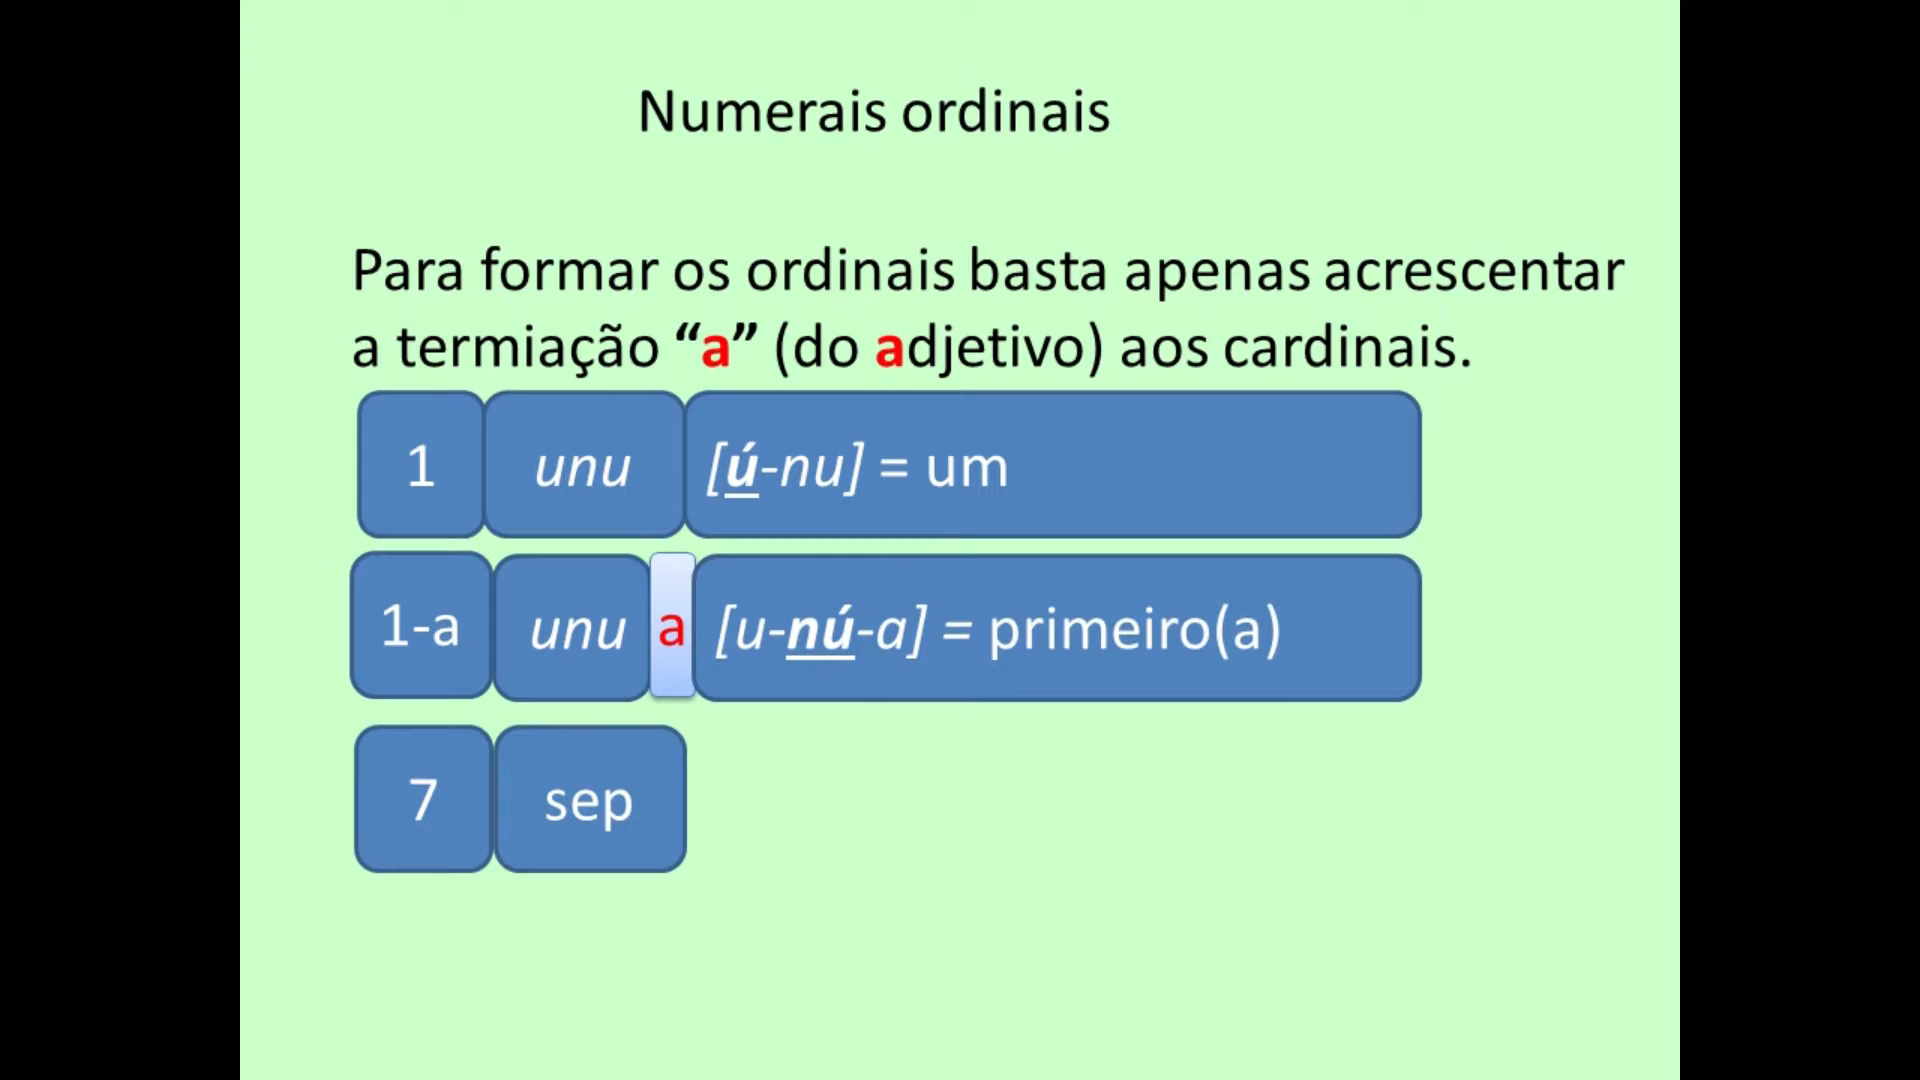 Numerais ordinais
Para formar os ordinais basta apenas acrescentar
a termiação “a” (do adjetivo) aos cardinais.
1 unu [ú-nu] = um
1-a unu a [u-nú-a] = primeiro(a)
7 sep